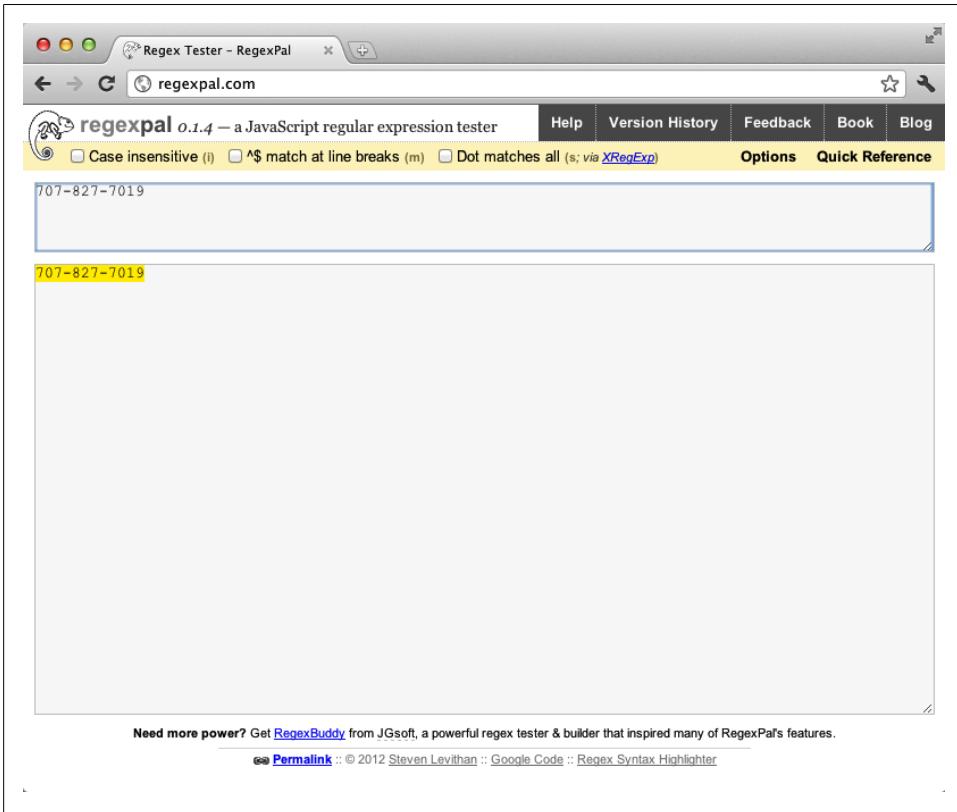 Regex Tester – RegexPal
regexpal.com
regexpal 0.1.4 — a JavaScript regular expression tester
Help Version History Feedback Book Blog
Case insensitive (i) ^$ match at line breaks (m) Dot matches all (s; via XRegExp) Options Quick Reference
707-827-7019
707-827-7019
Need more power? Get RegexBuddy from JGsoft, a powerful regex tester & builder that inspired many of RegexPal's features.
Permalink :: © 2012 Steven Levithan :: Google Code :: Regex Syntax Highlighter